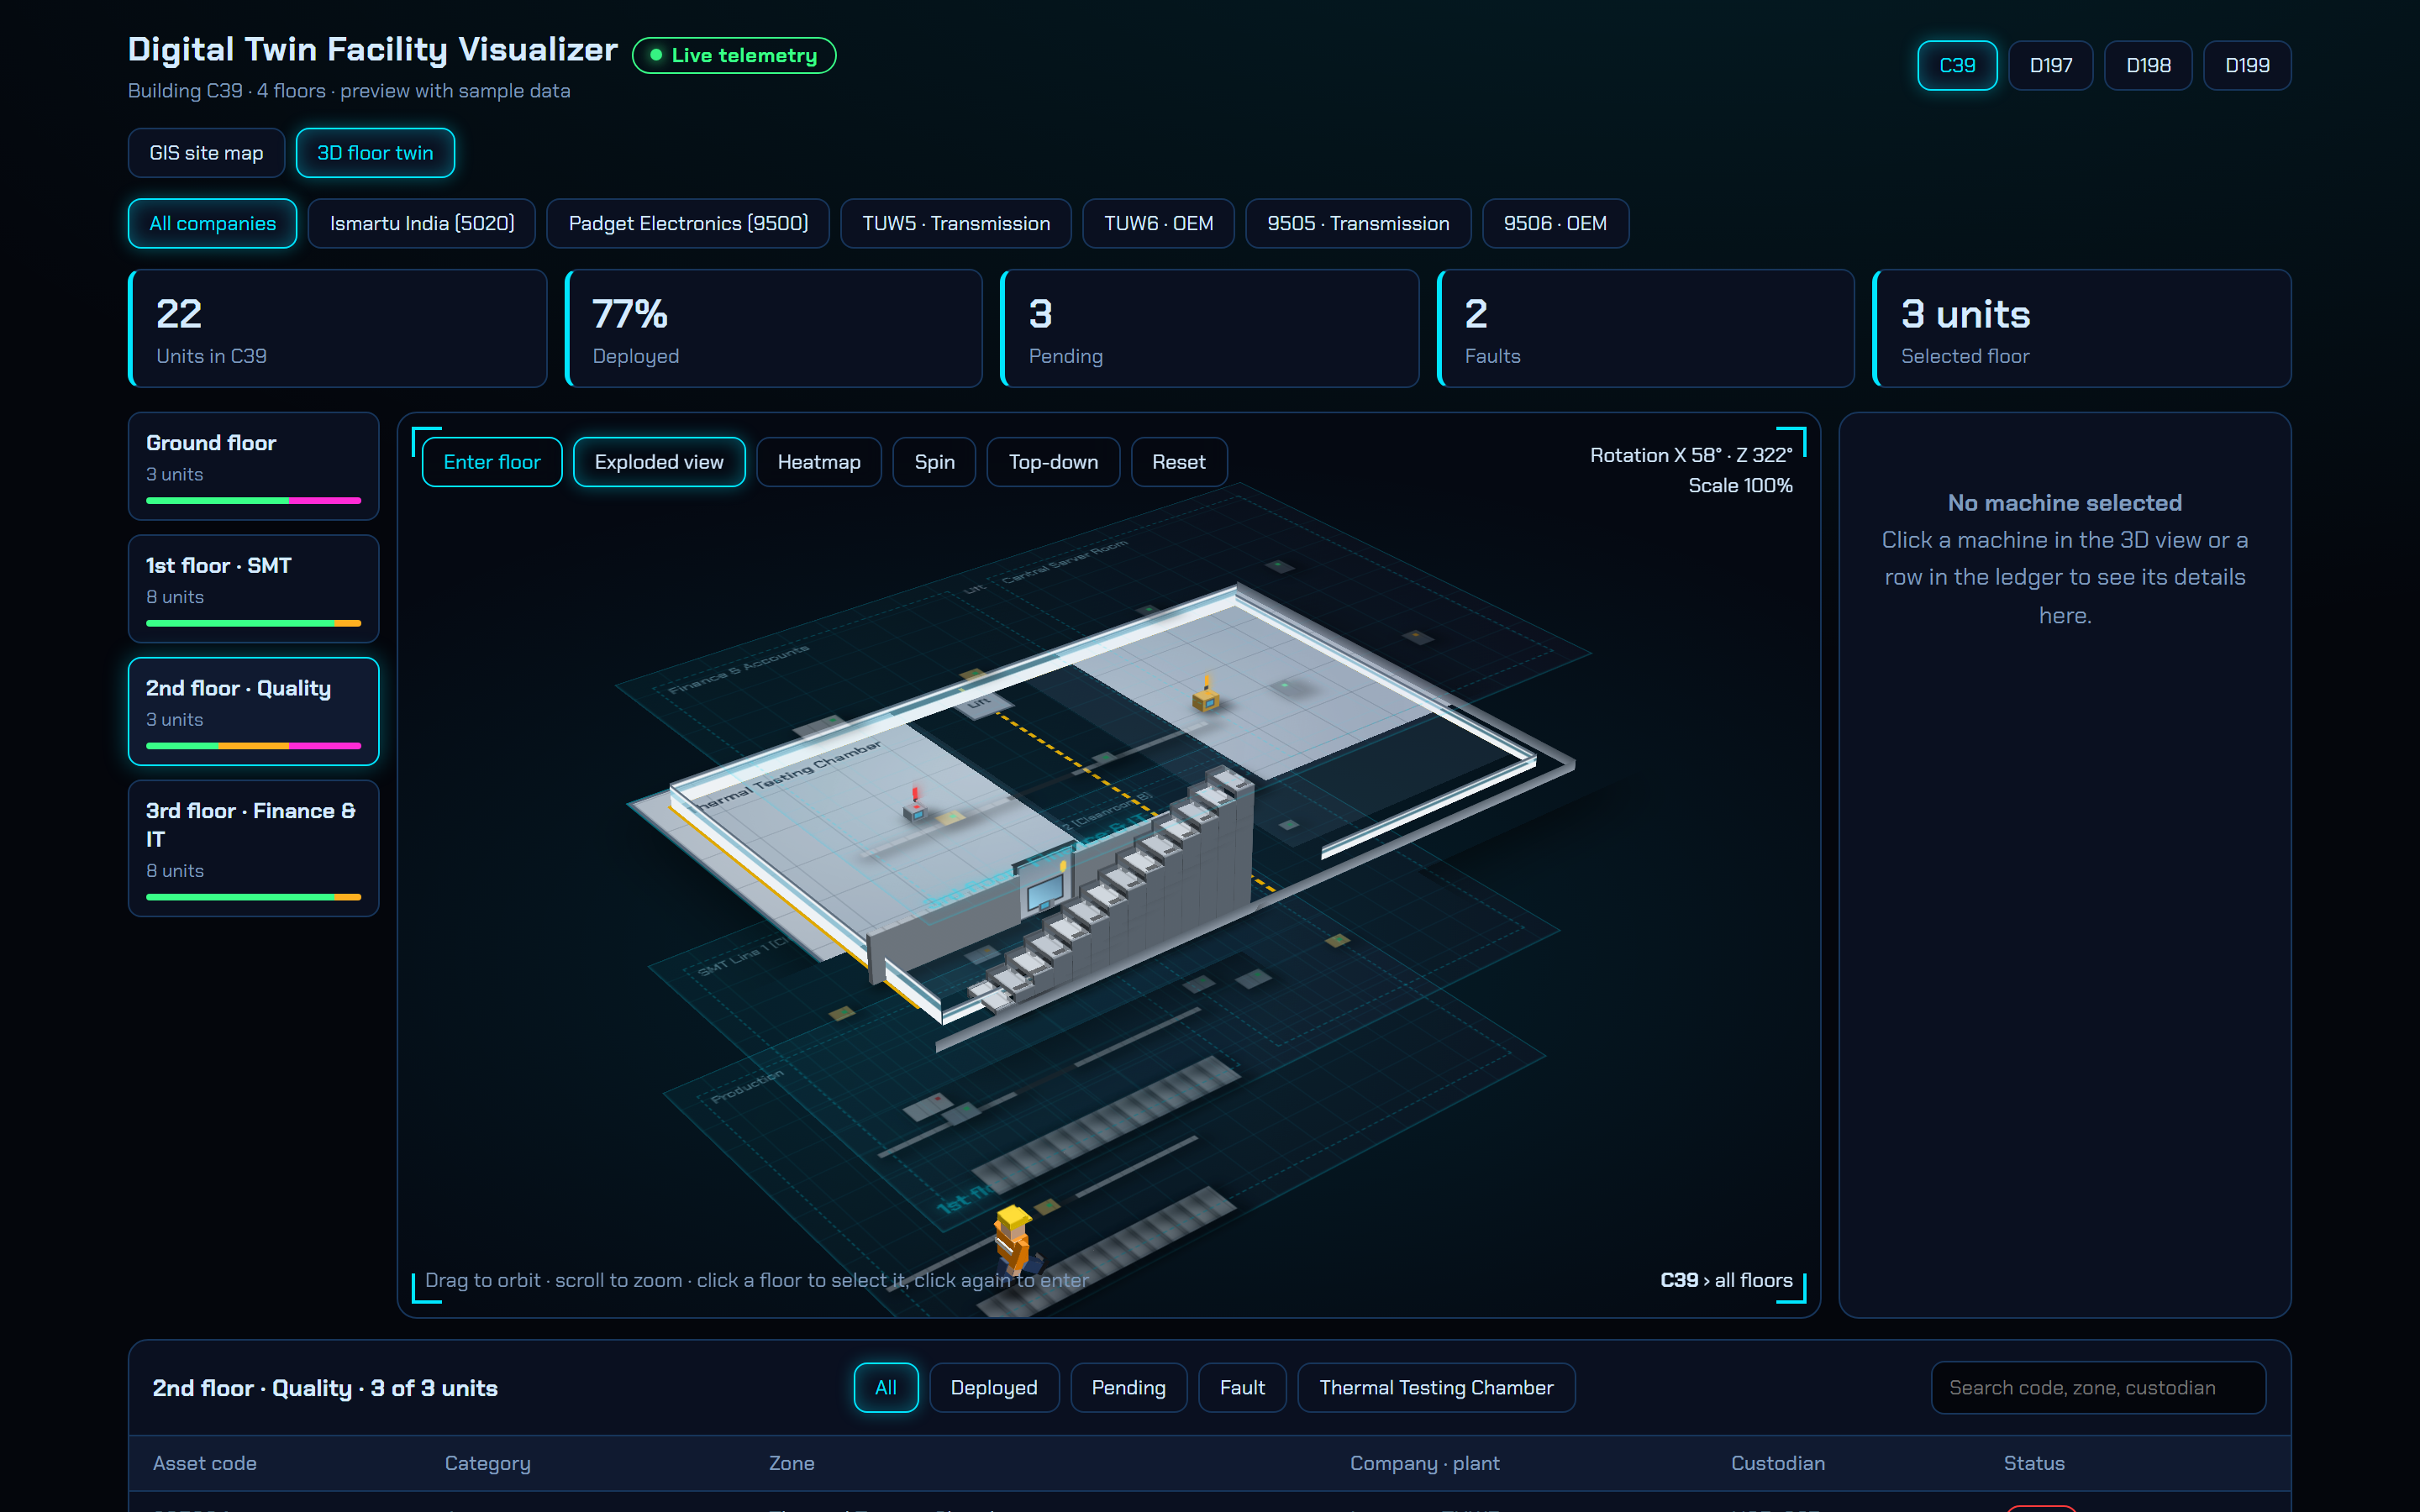 Digital Twin Facility Visualizer
Live telemetry
Building C39 · 4 floors · preview with sample data
C39
D197
D198
D199
GIS site map
3D floor twin
All companies
Ismartu India (5020)
Padget Electronics (9500)
TUW5 · Transmission
TUW6 · OEM
9505 · Transmission
9506 · OEM
22
Units in C39
77%
Deployed
3
Pending
2
Faults
3 units
Selected floor
Ground floor
3 units
1st floor · SMT
8 units
2nd floor · Quality
3 units
3rd floor · Finance &
IT
8 units
Enter floor
Exploded view
Heatmap
Spin
Top-down
Reset
Rotation X 58° · Z 322°
Scale 100%
Lift
Central Server Room
Finance & Accounts
Lift
Thermal Testing Chamber
2 (Cleanroom B)
SMT Line 1 (C
Production
1st flo
Drag to orbit · scroll to zoom · click a floor to select it, click again to enter
C39 › all floors
No machine selected
Click a machine in the 3D view or a
row in the ledger to see its details
here.
2nd floor · Quality · 3 of 3 units
All
Deployed
Pending
Fault
Thermal Testing Chamber
Search code, zone, custodian
Asset code
Category
Zone
Company · plant
Custodian
Status